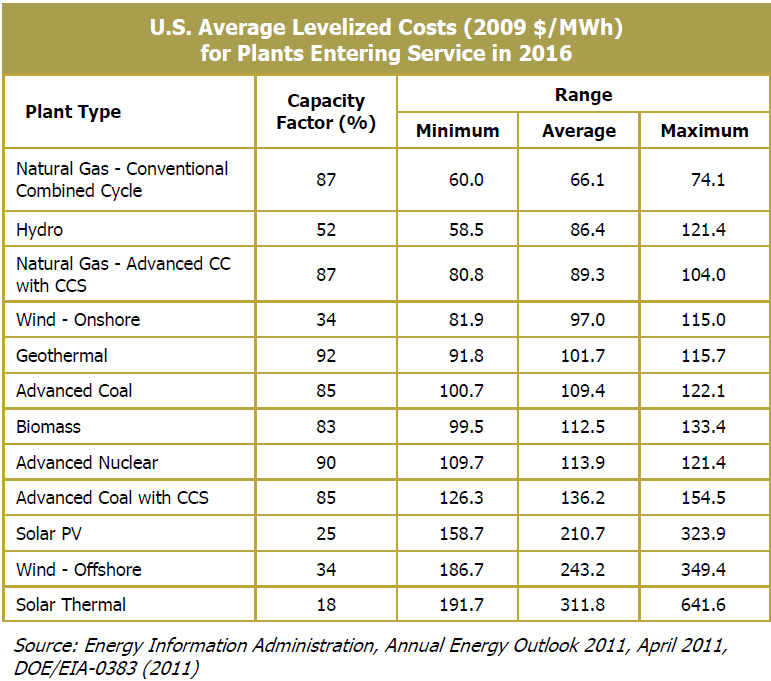 U.S. Average Levelized Costs (2009 $/MWh)
for Plants Entering Service in 2016
Plant Type
Capacity
Factor (%)
Range
Minimum Average Maximum
Natural Gas - Conventional
Combined Cycle
87 60.0 66.1 74.1
Hydro 52 58.5 86.4 121.4
Natural Gas - Advanced CC
with CCS
87 80.8 89.3 104.0
Wind - Onshore 34 81.9 97.0 115.0
Geothermal 92 91.8 101.7 115.7
Advanced Coal 85 100.7 109.4 122.1
Biomass 83 99.5 112.5 133.4
Advanced Nuclear 90 109.7 113.9 121.4
Advanced Coal with CCS 85 126.3 136.2 154.5
Solar PV 25 158.7 210.7 323.9
Wind - Offshore 34 186.7 243.2 349.4
Solar Thermal 18 191.7 311.8 641.6
Source: Energy Information Administration, Annual Energy Outlook 2011, April 2011,
DOE/EIA-0383 (2011)